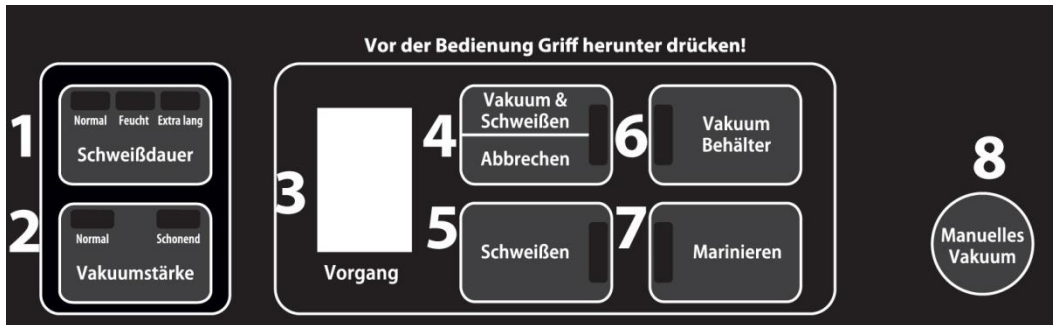 Vor der Bedienung Griff herunter drücken!
1
Normal Feucht Extra lang
Schweißdauer
2
Normal Schonend
Vakuumstärke
3
Vorgang
4
Vakuum &
Schweißen
Abbrechen
5
Schweißen
6
Vakuum
Behälter
7
Marinieren
8
Manuelles
Vakuum